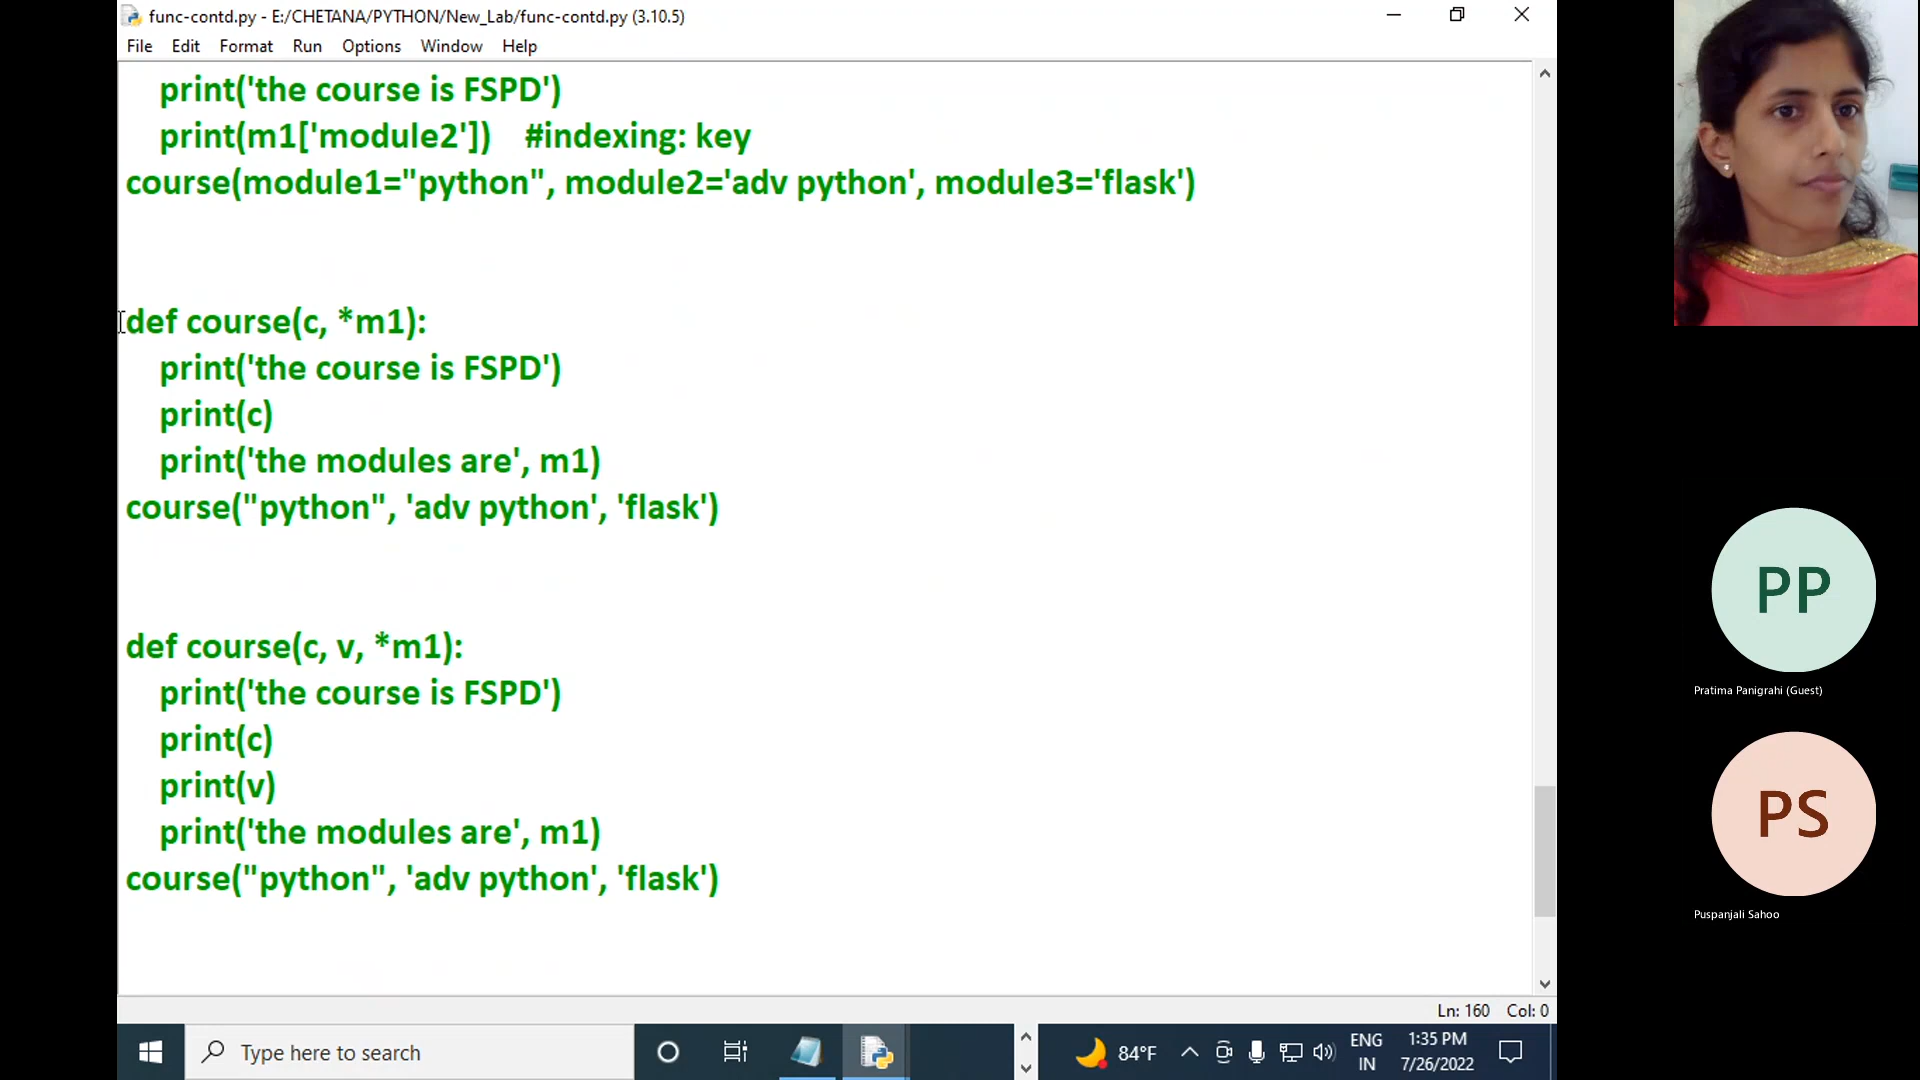 func-contd.py - E:/CHETANA/PYTHON/New_Lab/func-contd.py (3.10.5)
File Edit Format Run Options Window Help
print('the course is FSPD')
print(m1['module2']) #indexing: key
course(module1="python", module2='adv python', module3='flask')
def course(c, *m1):
print('the course is FSPD')
print(c)
print('the modules are', m1)
course("python", 'adv python', 'flask')
def course(c, v, *m1):
print('the course is FSPD')
print(c)
print(v)
print('the modules are', m1)
course("python", 'adv python', 'flask')
Ln: 160 Col: 0
Type here to search
84°F
ENG
IN
1:35 PM
7/26/2022
PP
Pratima Panigrahi (Guest)
PS
Puspanjali Sahoo